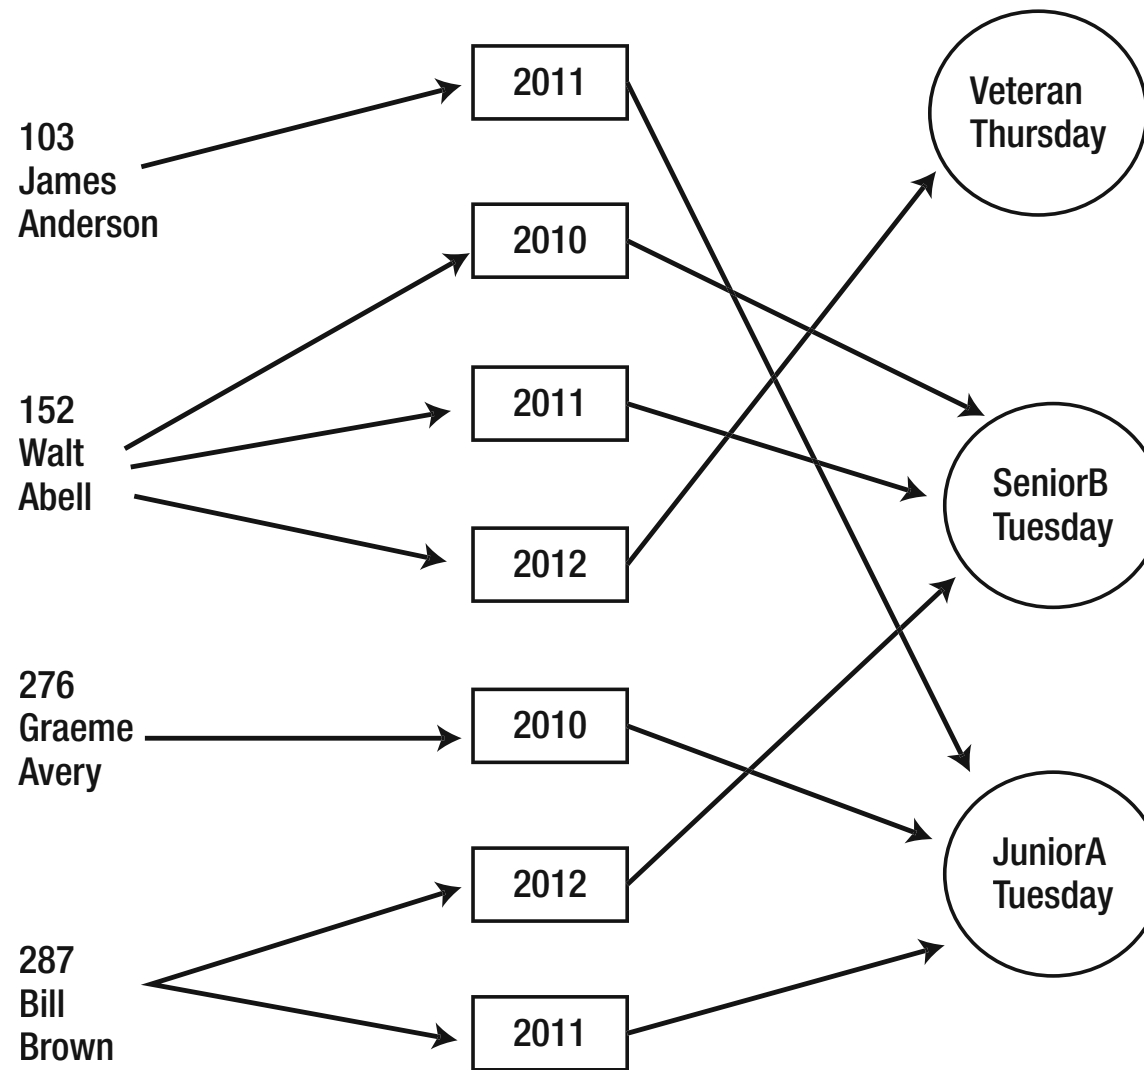 103
James
Anderson
152
Walt
Abell
276
Graeme
Avery
287
Bill
Brown
2011
2010
2011
2012
2010
2012
2011
Veteran
Thursday
SeniorB
Tuesday
JuniorA
Tuesday